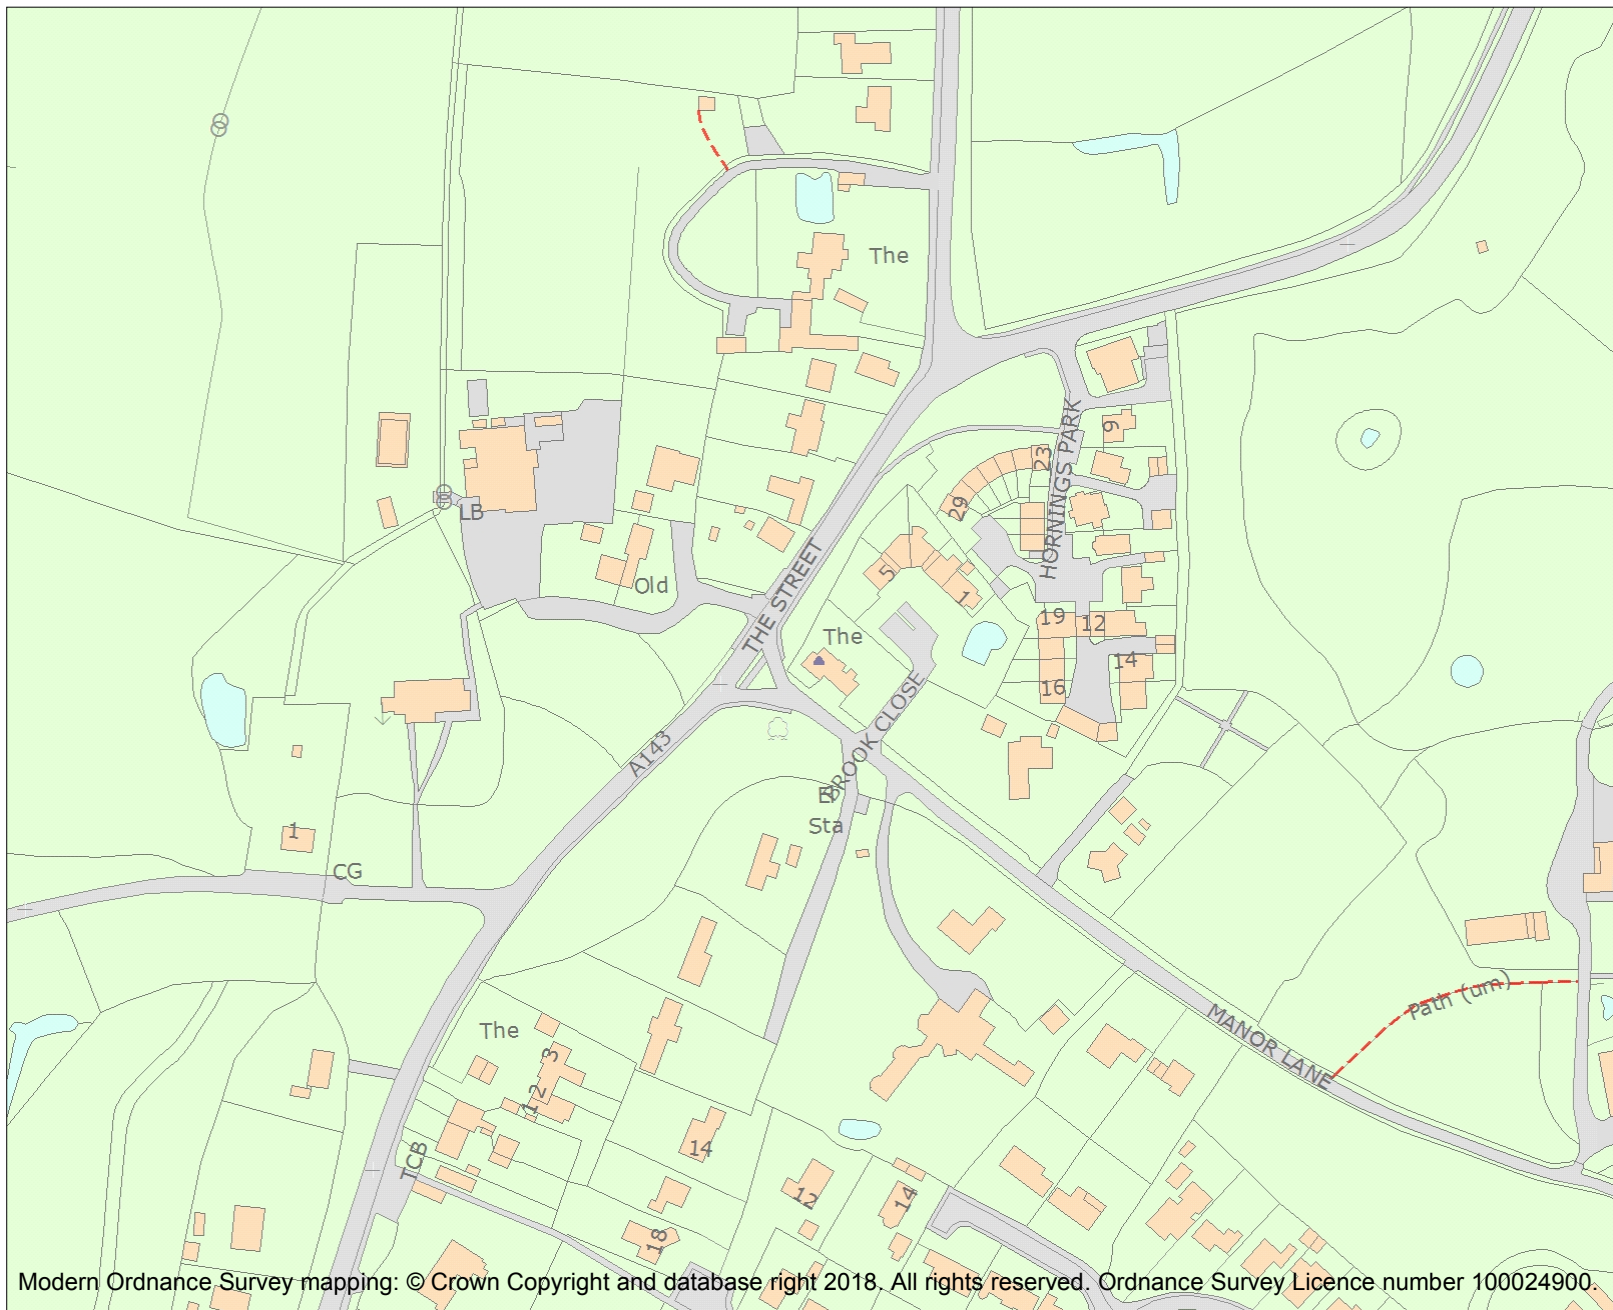 The
9
23
HORNINGS PARK
29
LB
5
1
Old
THE STREET
The
19
12
14
16
BROOK CLOSE
A143
El
Sta
1
CG
Path (um)
MANOR LANE
The
3
2
1
14
TCB
12
14
18
Modern Ordnance Survey mapping: © Crown Copyright and database right 2018. All rights reserved. Ordnance Survey Licence number 100024900.